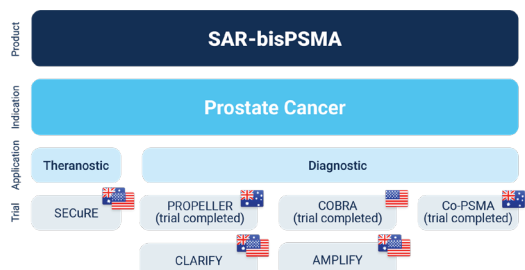 Product
SAR-bisPSMA
Indication
Prostate Cancer
Application
Theranostic
Diagnostic
Trial
SECuRE
PROPELLER
(trial completed)
COBRA
(trial completed)
Co-PSMA
(trial completed)
CLARIFY
AMPLIFY